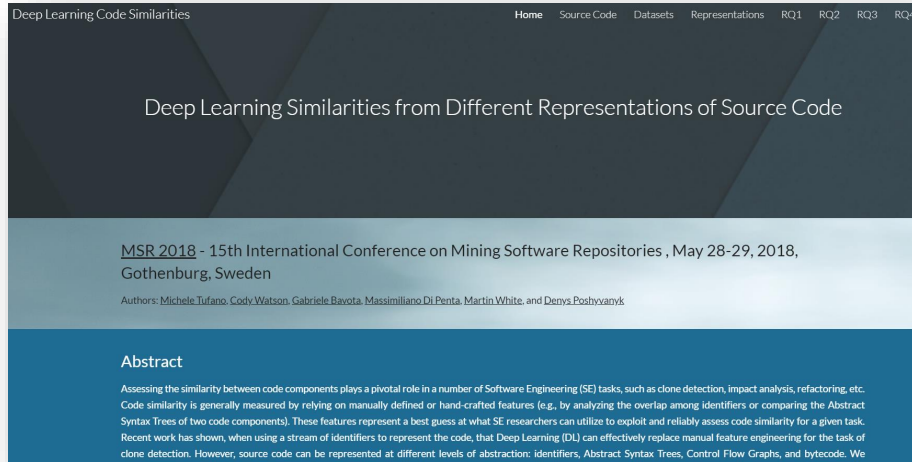 Deep Learning Code Similarities
Home Source Code Datasets Representations RQ1 RQ2 RQ3 RQ4
Deep Learning Similarities from Different Representations of Source Code
MSR 2018 - 15th International Conference on Mining Software Repositories , May 28-29, 2018,
Gothenburg, Sweden
Authors: Michele Tufano, Cody Watson, Gabriele Bavota, Massimiliano Di Penta, Martin White, and Denys Poshyvanyk
Abstract
Assessing the similarity between code components plays a pivotal role in a number of Software Engineering (SE) tasks, such as clone detection, impact analysis, refactoring, etc.
Code similarity is generally measured by relying on manually defined or hand-crafted features (e.g., by analyzing the overlap among identifiers or comparing the Abstract
Syntax Trees of two code components). These features represent a best guess at what SE researchers can utilize to exploit and reliably assess code similarity for a given task.
Recent work has shown, when using a stream of identifiers to represent the code, that Deep Learning (DL) can effectively replace manual feature engineering for the task of
clone detection. However, source code can be represented at different levels of abstraction: identifiers, Abstract Syntax Trees, Control Flow Graphs, and bytecode. We